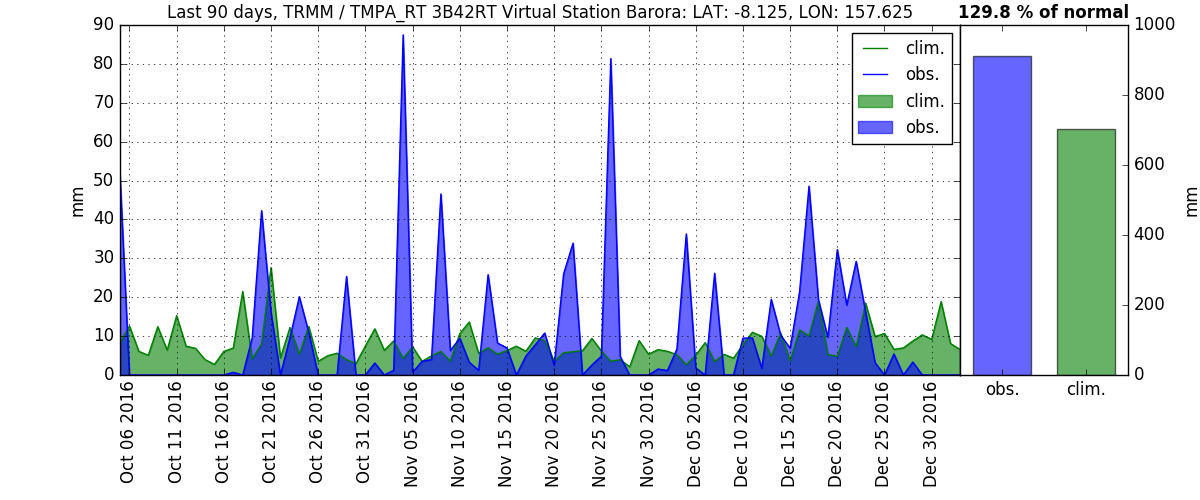 Last 90 days, TRMM / TMPA_RT 3B42RT Virtual Station Barora: LAT: -8.125, LON: 157.625
129.8 % of normal
90
80
70
60
50
40
30
20
10
0
mm
clim.
obs.
clim.
obs.
Oct 06 2016
Oct 11 2016
Oct 16 2016
Oct 21 2016
Oct 26 2016
Oct 31 2016
Nov 05 2016
Nov 10 2016
Nov 15 2016
Nov 20 2016
Nov 25 2016
Nov 30 2016
Dec 05 2016
Dec 10 2016
Dec 15 2016
Dec 20 2016
Dec 25 2016
Dec 30 2016
1000
800
600
400
200
0
mm
obs.
clim.